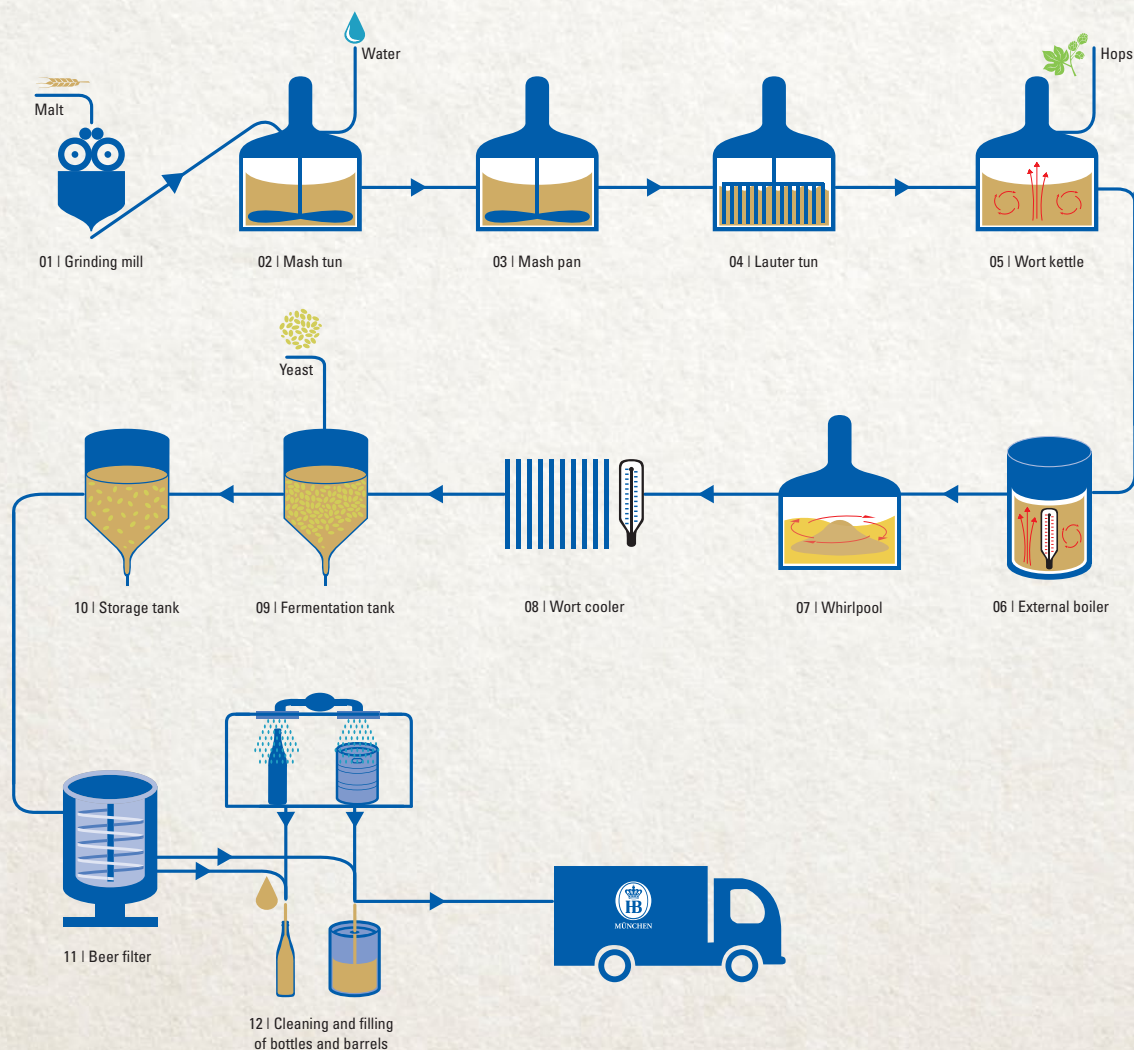 Water
Hops
Malt
01 | Grinding mill
02 | Mash tun
03 | Mash pan
04 | Lauter tun
05 | Wort kettle
Yeast
10 | Storage tank
09 | Fermentation tank
08 | Wort cooler
07 | Whirlpool
06 | External boiler
HB
MÜNCHEN
11 | Beer filter
12 | Cleaning and filling
of bottles and barrels